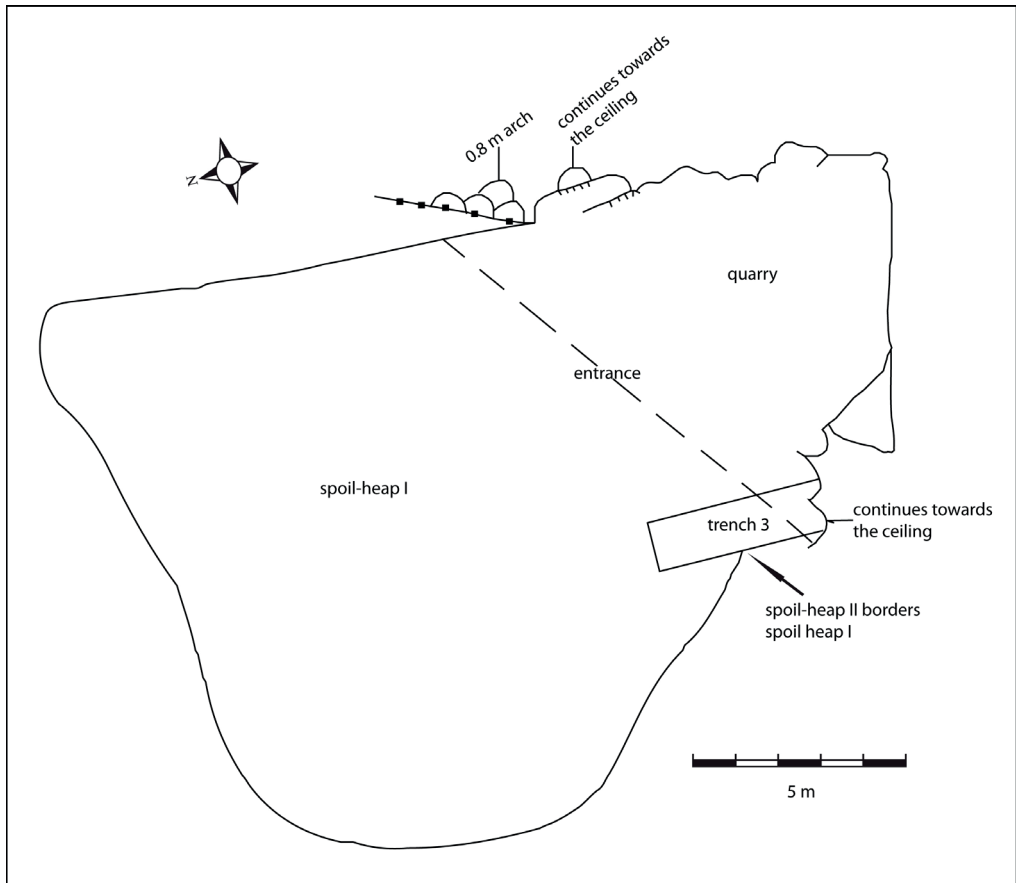 continues towards
the ceiling
0.8 m arch
N
quarry
entrance
spoil-heap I
trench 3
continues towards
the ceiling
spoil-heap II borders
spoil heap I
5 m